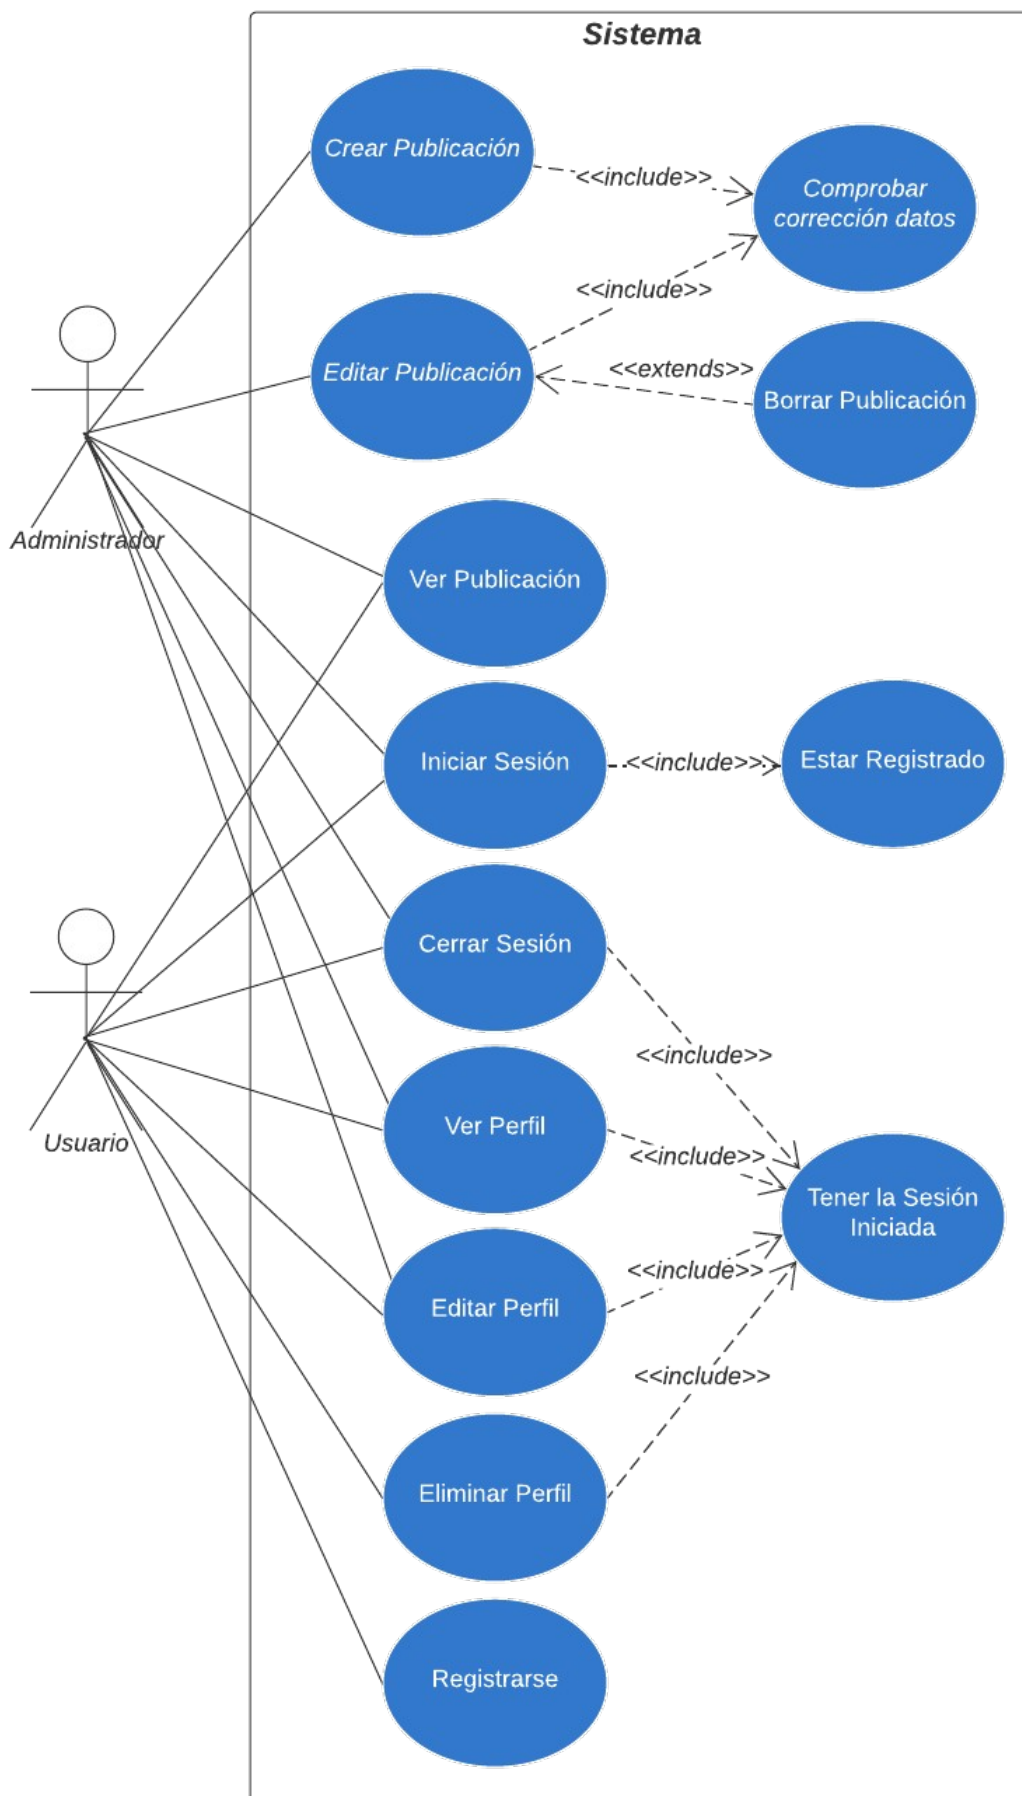 Sistema
Crear Publicación
<<include>>
Comprobar
corrección datos
<<include>>
Editar Publicación
<<extends>>
Borrar Publicación
Administrador
Ver Publicación
Iniciar Sesión
<<include>>
Estar Registrado
Cerrar Sesión
<<include>>
Usuario
Ver Perfil
<<include>>
Tener la Sesión
Iniciada
Editar Perfil
<<include>>
<<include>>
Eliminar Perfil
Registrarse